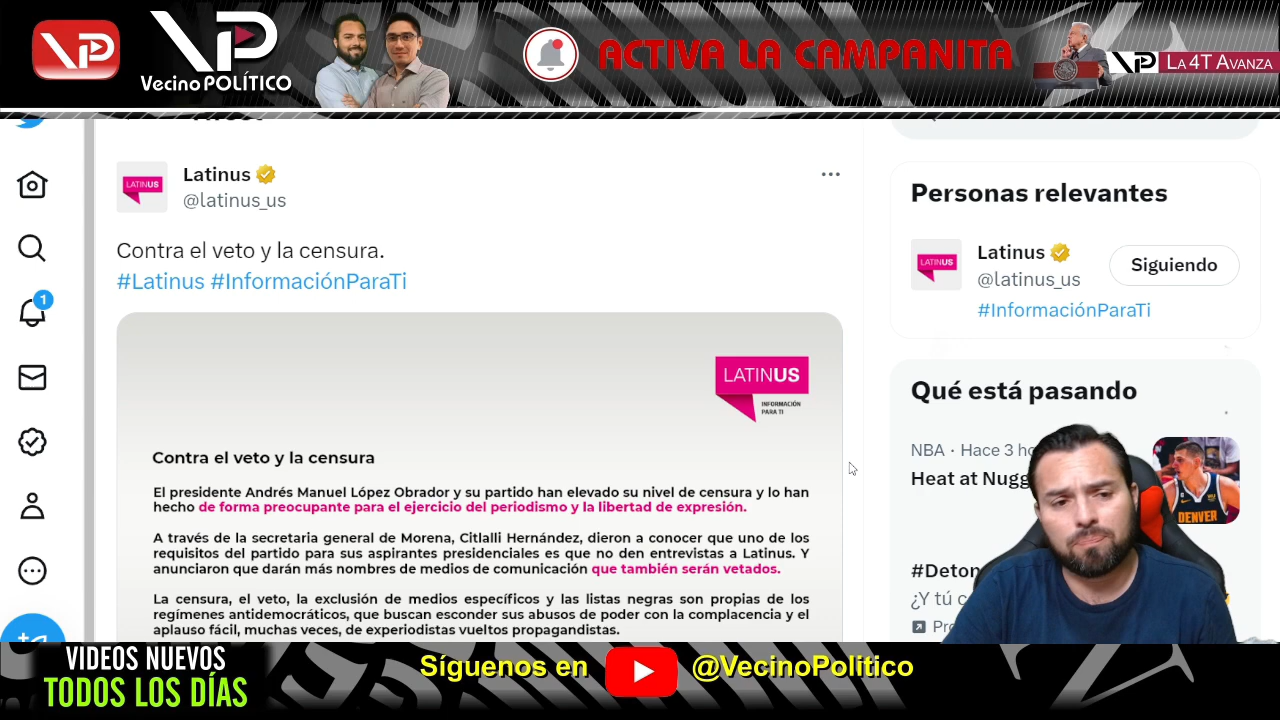 VP
VP
Vecino POLÍTICO
ACTIVA LA CAMPANITA
VP LA 4T AVANZA
Latinus
@latinus_us
Contra el veto y la censura.
#Latinus #InformaciónParaTi
LATINUS
INFORMACIÓN
PARA TI
Contra el veto y la censura
El presidente Andrés Manuel López Obrador y su partido han elevado su nivel de censura y lo han
hecho de forma preocupante para el ejercicio del periodismo y la libertad de expresión.
A través de la secretaria general de Morena, Citlalli Hernández, dieron a conocer que uno de los
requisitos del partido para sus aspirantes presidenciales es que no den entrevistas a Latinus. Y
anunciaron que darán más nombres de medios de comunicación que también serán vetados.
La censura, el veto, la exclusión de medios específicos y las listas negras son propias de los
regímenes antidemocráticos, que buscan esconder sus abusos de poder con la complacencia y el
aplauso fácil, muchas veces, de experiodistas vueltos propagandistas.
LATINUS
1
Personas relevantes
LATINUS
Latinus
@latinus_us
Siguiendo
#InformaciónParaTi
Qué está pasando
NBA · Hace 3 ho
Heat at Nugg
DENVER
#Deton
¿Y tú c
Pro
VIDEOS NUEVOS
TODOS LOS DÍAS
Síguenos en
@VecinoPolitico